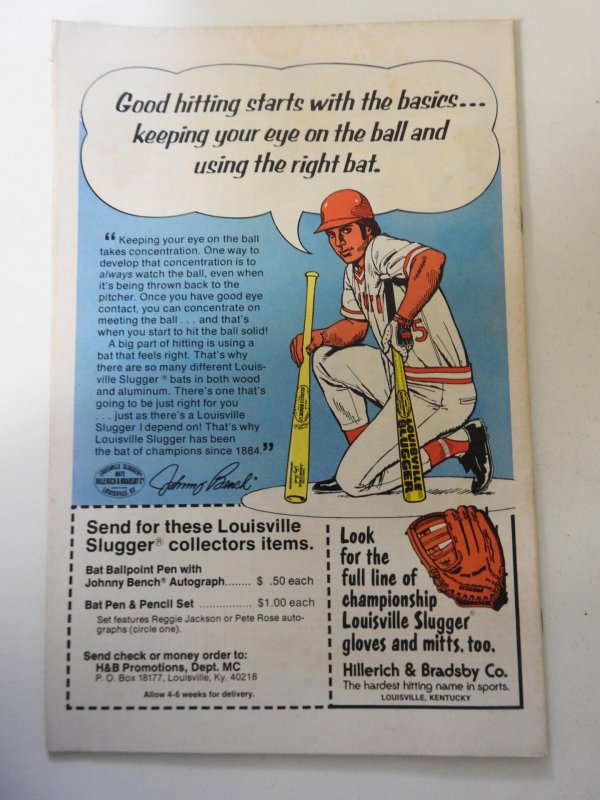 Good hitting starts with the basics...
keeping your eye on the ball and
using the right bat.
“ Keeping your eye on the ball
takes concentration. One way to
develop that concentration is to
always watch the ball, even when
it's being thrown back to the
pitcher. Once you have good eye
contact, you can concentrate on
meeting the ball . . . and that's
when you start to hit the ball solid!
A big part of hitting is using a
bat that feels right. That's why
there are so many different Louis-
ville Slugger ® bats in both wood
and aluminum. There's one that's
going to be just right for you
. . . just as there's a Louisville
Slugger I depend on! That's why
Louisville Slugger has been
the bat of champions since 1884.”
LOUISVILLE SLUGGER
BATS
HILLERICH & BRADSBY Co
LOUISVILLE, KY.
Johnny Bench
5
LOUISVILLE
SLUGGER
Send for these Louisville
Slugger® collectors items.
Bat Ballpoint Pen with
Johnny Bench® Autograph....... $ .50 each
Bat Pen & Pencil Set ............... $1.00 each
Set features Reggie Jackson or Pete Rose auto-
graphs (circle one).
Send check or money order to:
H&B Promotions, Dept. MC
P. O. Box 18177, Louisville, Ky. 40218
Allow 4-6 weeks for delivery.
Look
for the
full line of
championship
Louisville Slugger®
gloves and mitts, too.
Hillerich & Bradsby Co.
The hardest hitting name in sports.
LOUISVILLE, KENTUCKY